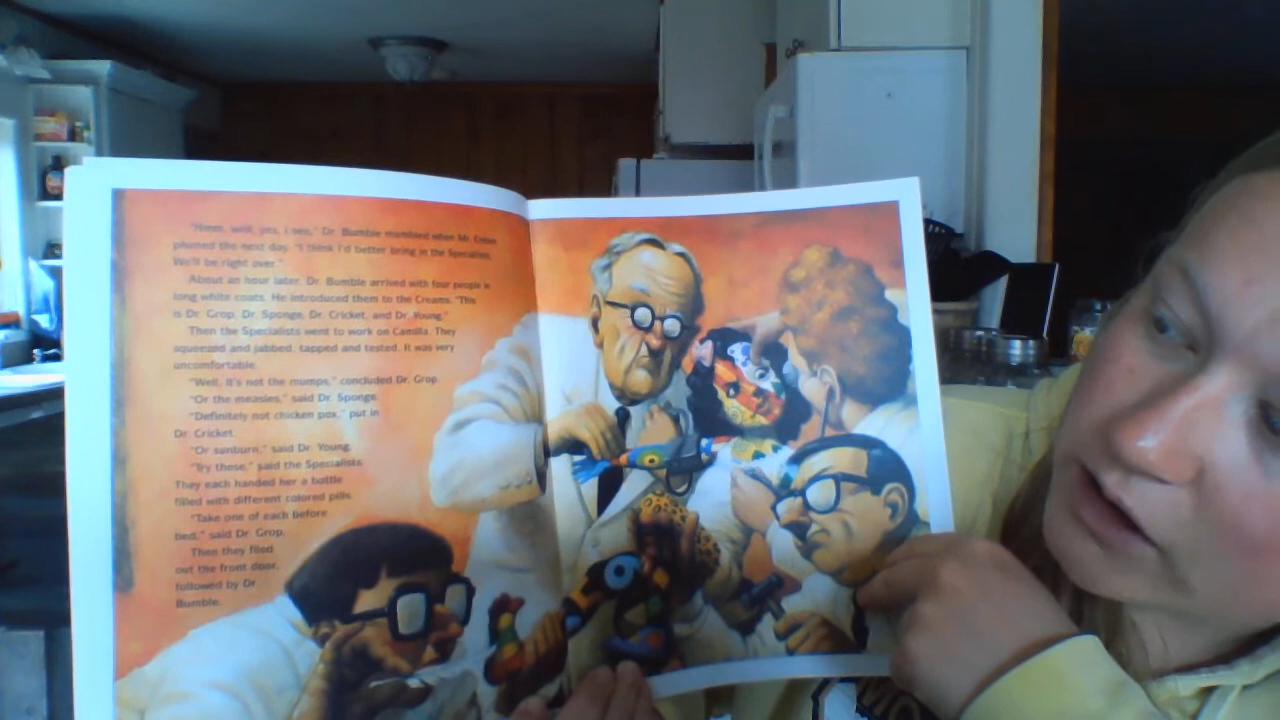 "Hmm, well, yes, I see," Dr. Bumble mumbled when Mr. Cream
phoned the next day. "I think I'd better bring in the Specialists.
We'll be right over."
About an hour later, Dr. Bumble arrived with four people in
long white coats. He introduced them to the Creams. "This
is Dr. Grop, Dr. Sponge, Dr. Cricket, and Dr. Young."
Then the Specialists went to work on Camilla. They
squeezed and jabbed, tapped and tested. It was very
uncomfortable.
"Well, it's not the mumps," concluded Dr. Grop.
"Or the measles," said Dr. Sponge.
"Definitely not chicken pox," put in
Dr. Cricket.
"Or sunburn," said Dr. Young.
"Try these," said the Specialists.
They each handed her a bottle
filled with different colored pills.
"Take one of each before
bed," said Dr. Grop.
Then they filed
out the front door,
followed by Dr.
Bumble.